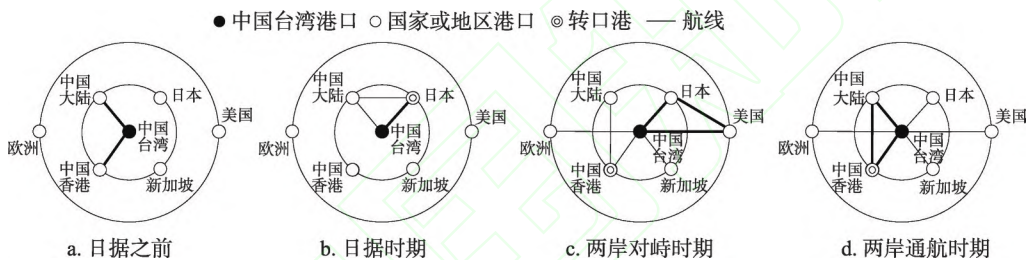 中国台湾港口 国家或地区港口 转口港 航线
中国
大陆
日本
美国
欧洲
中国
台湾
中国
香港
新加坡
a. 日据之前
中国
大陆
日本
美国
欧洲
中国
台湾
中国
香港
新加坡
b. 日据时期
中国
大陆
日本
美国
欧洲
中国
台湾
中国
香港
新加坡
c. 两岸对峙时期
中国
大陆
日本
美国
欧洲
中国
台湾
中国
香港
新加坡
d. 两岸通航时期